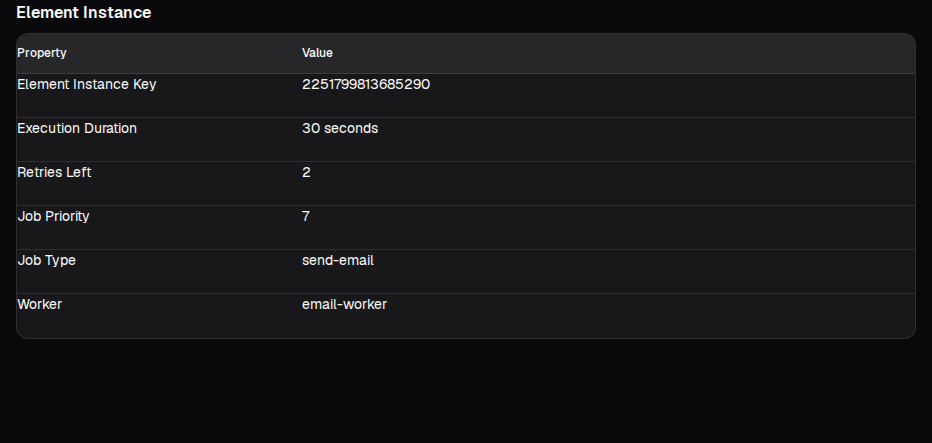 Element Instance
Property Value
Element Instance Key 2251799813685290
Execution Duration 30 seconds
Retries Left 2
Job Priority 7
Job Type send-email
Worker email-worker